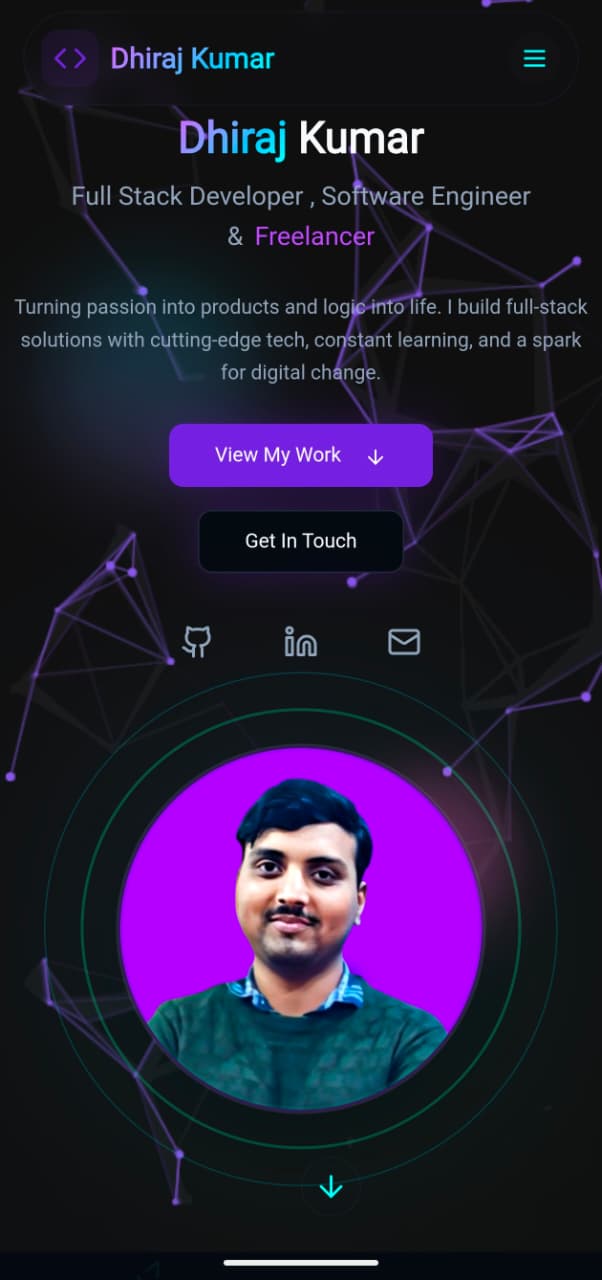 Dhiraj Kumar
Dhiraj Kumar
Full Stack Developer , Software Engineer
& Freelancer
Turning passion into products and logic into life. I build full-stack
solutions with cutting-edge tech, constant learning, and a spark
for digital change.
View My Work
Get In Touch